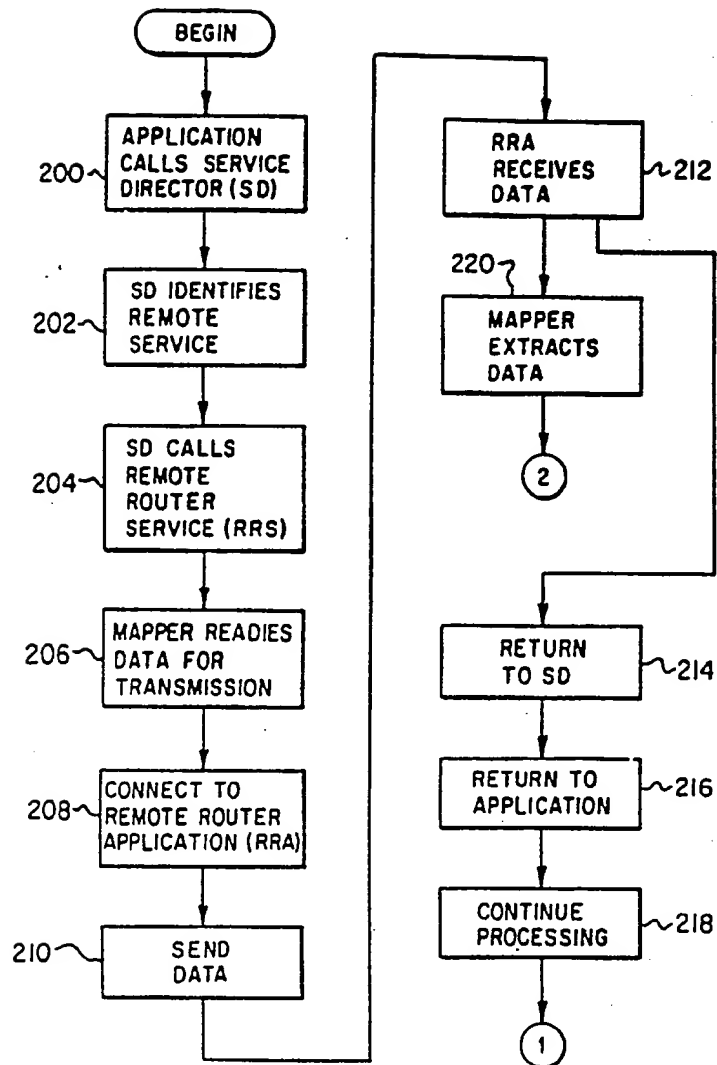 BEGIN
200
APPLICATION
CALLS SERVICE
DIRECTOR (SD)
202
SD IDENTIFIES
REMOTE
SERVICE
204
SD CALLS
REMOTE
ROUTER
SERVICE (RRS)
206
MAPPER READIES
DATA FOR
TRANSMISSION
208
CONNECT TO
REMOTE ROUTER
APPLICATION (RRA)
210
SEND
DATA
RRA
RECEIVES
DATA
212
220
MAPPER
EXTRACTS
DATA
2
RETURN
TO SD
214
RETURN TO
APPLICATION
216
CONTINUE
PROCESSING
218
1